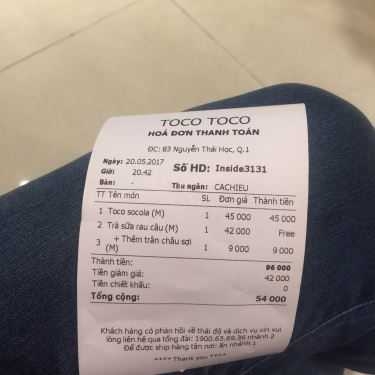 TOCO TOCO
HOÁ ĐƠN THANH TOÁN
ĐC: 83 Nguyễn Thái Học, Q.1
Ngày: 20.05.2017 Số HD: Inside3131
Giờ: 20.42
Bàn: - Thu ngân: CACHIEU
TT Tên món SL Đơn giá Thành tiền
1 Toco socola (M) 1 45 000 45 000
2 Trà sữa rau câu (M) 1 42 000 Free
3 + Thêm trân châu sợi (M) 1 9 000 9 000
Thành tiền: 96 000
Tiền giảm giá: 42 000
Tiền chiết khấu: 0
Tổng cộng: 54 000
Khách hàng có phản hồi về thái độ và dịch vụ xin vui
lòng liên hệ qua tổng đài: 1900.63.69.36 nhánh 2
Để được ship hàng tận nơi: ấn nhánh 1
**** Thank you ****